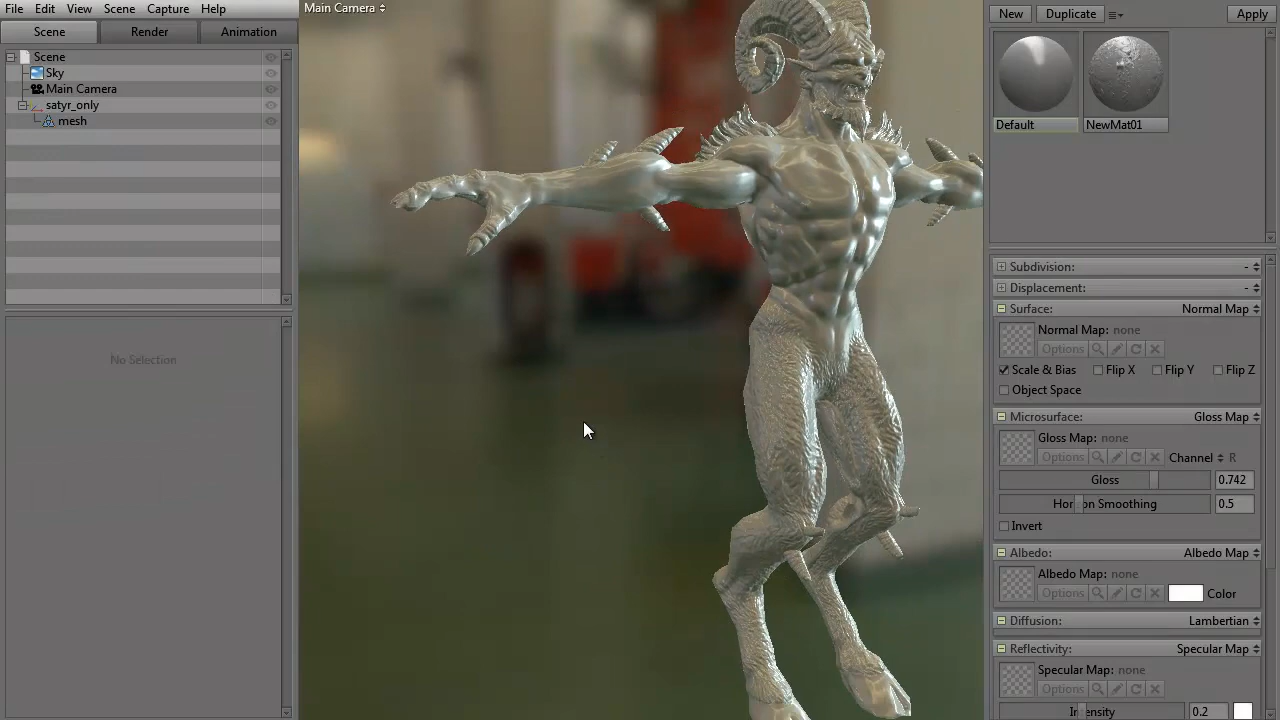 File Edit View Scene Capture Help
Scene Render Animation
Scene
Sky
Main Camera
satyr_only
mesh
No Selection
Main Camera
New Duplicate Apply
Default NewMat01
Subdivision: -
Displacement: -
Surface: Normal Map
Normal Map: none
Options
Scale & Bias Flip X Flip Y Flip Z
Object Space
Microsurface: Gloss Map
Gloss Map: none
Options Channel R
Gloss 0.742
Smoothing 0.5
Invert
Albedo: Albedo Map
Albedo Map: none
Options Color
Diffusion: Lambertian
Reflectivity: Specular Map
Specular Map: none
Options
Intensity 0.2